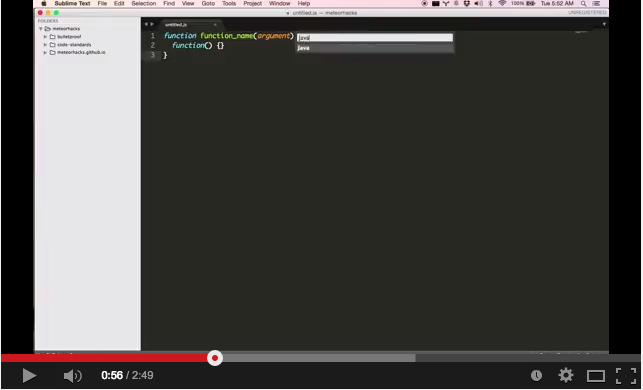 Sublime Text File Edit Selection Find View Goto Tools Project Window Help 100% Tue 5:52 AM
untitled.js — meteorhacks UNREGISTERED
FOLDERS
meteorhacks
bulletproof
code-standards
meteorhacks.github.io
untitled.js
1 function function_name(argument)
2 function() {}
3 }
java
Java
0:56 / 2:49